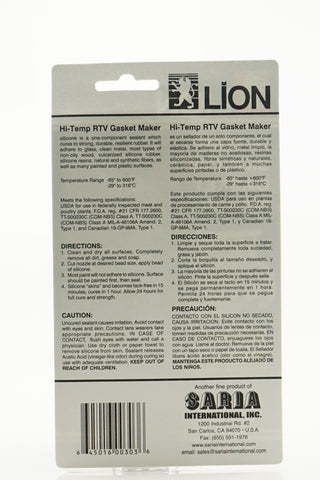 LiON
Hi-Temp RTV Gasket Maker
silicone is a one-component sealant which
cures to strong, durable, resilient rubber. It will
adhere to glass, clean metal, most types of
non-oily wood, vulcanized silicone rubber,
silicone resins, natural and synthetic fibers, as
well as many painted and plastic surfaces.
Temperature Range -85° to 600°F
-29° to 316°C
Meets the following specifications:
USDA for use in federally inspected meat and
poultry plants, F.D.A. reg. #21 CFR 177.2600,
TT-S00230C (COM-NBS) Class A, TT-S00230C
(COM-NBS) Class A MIL-A-46106A Amend. 2,
Type 1, and Canadian 19-GP-9MA, Type 1.
DIRECTIONS:
1. Clean and dry all surfaces. Completely
remove all dirt, grease and soap.
2. Cut nozzle at desired bead size, apply bead
of silicone.
3. Most paint will not adhere to silicone. Surface
should be painted first, then seal.
4. Silicone "skins" and becomes tack-free in 15
minutes, cures in 1 hour. Allow 24 hours for
full cure and strength.
CAUTION:
Uncured sealant causes irritation. Avoid contact
with eyes and skin. Contact lens wearers take
appropriate precautions. IN CASE OF
CONTACT. flush eyes with water and call a
physician. Use dry cloth or paper towel to
remove silicone from skin. Sealant releases
Acetic Acid (vinegar-like odor) during curing so
use with adequate ventilation. KEEP OUT OF
REACH OF CHILDREN.
Hi-Temp RTV Gasket Maker
es un sellador de un solo componente, el cual
al secarse forma una capa fuerte, durable y
elástica. Se adhiere al vidrio, metal limpio, la
mayoría de maderas no aceitosas, resinas
siliconizadas, fibras sintéticas y naturales,
cerámica, papel, y también a muchas
superficies pintadas o de plástico.
Rango de Temperatura -85° hasta +600°F
-29° hasta +316°C
Este producto cumple con las siguientes
especificaciones: USDA para uso en plantas
de procesamiento de carne y pollo. F.D.A. reg.
#21 CFR 177.2600, TT-S00230C (COM-NBS)
Class A, TT-S00230C (COM-NBS) Class A MIL-
A-46106A Amend. 2, Type 1, Canadian 19-
GP-9MA, Type 1.
DIRECCIONES:
1. Limpie y seque toda la superficie a tratar.
Remueva completamente toda suciedad,
grasa y jabón.
2. Corte la boquilla al tamaño deseado, y
aplique el silicón.
3. La mayoría de las pinturas no se adhieren al
silicón. Pinte la superficie y después selle.
4. El Silicón se seca al tacto en 15 minutos y
se pega permanentemente en 1 hora.
Permita 24 horas para que se pegue
completa y fuertemente.
PRECAUCIÓN:
CONTACTO CON EL SILICON NO SECADO,
CAUSA IRRITACION. Evite el contacto con los
ojos y la piel. Usuarios de lentes de contacto,
tomen medidas de precaución necesarias. EN
CASO DE CONTACTO, enjuáguese los ojos
con agua. Llame al doctor. Remueva de la piel
con un tapo seco o papel de toalla. El Sellador
libera ácido acético (color como el vinagre).
MANTENGA ESTE PRODUCTO ALEJADO DE
LOS NIÑOS.
Another fine product of
SARIA
INTERNATIONAL, INC.
1200 Industrial Rd. #2
San Carlos, CA 94070 • U.S.A.
Fax: (650) 591-1978
www.sariainternational.com
email / sales@sariainternational.com
6 45016 00303 6